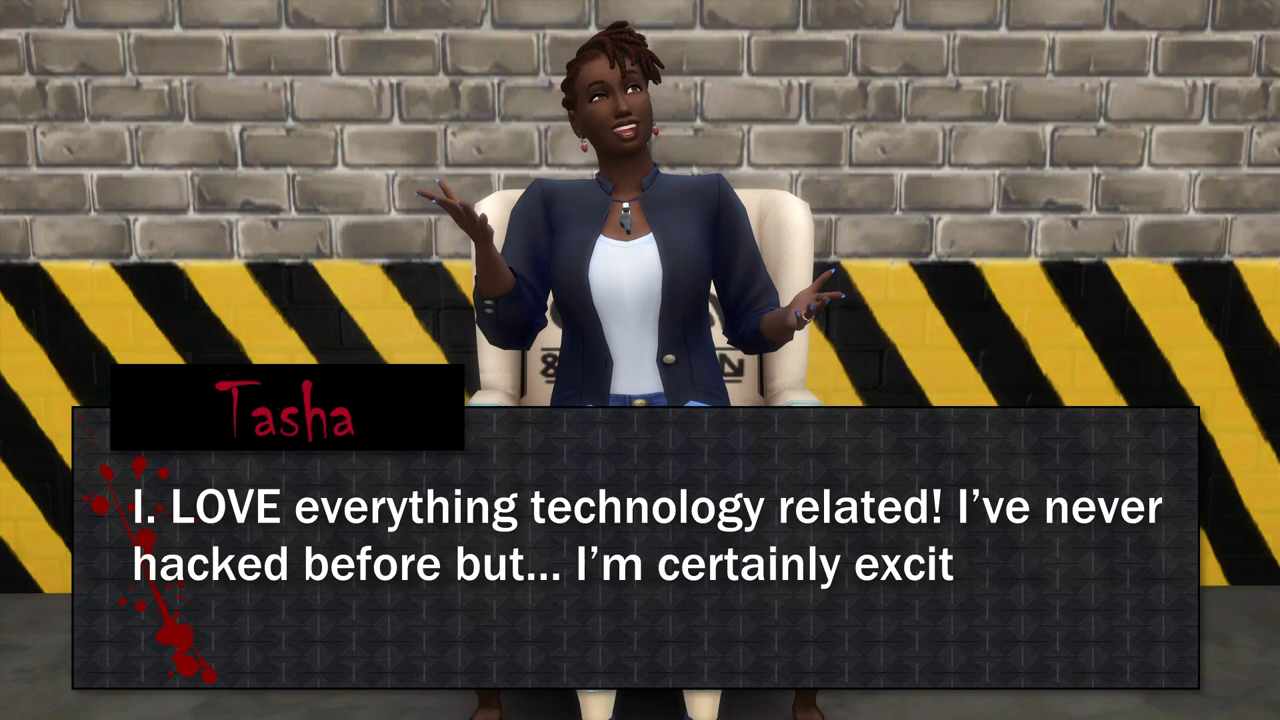 Tasha
I. LOVE everything technology related! I’ve never
hacked before but... I’m certainly excit